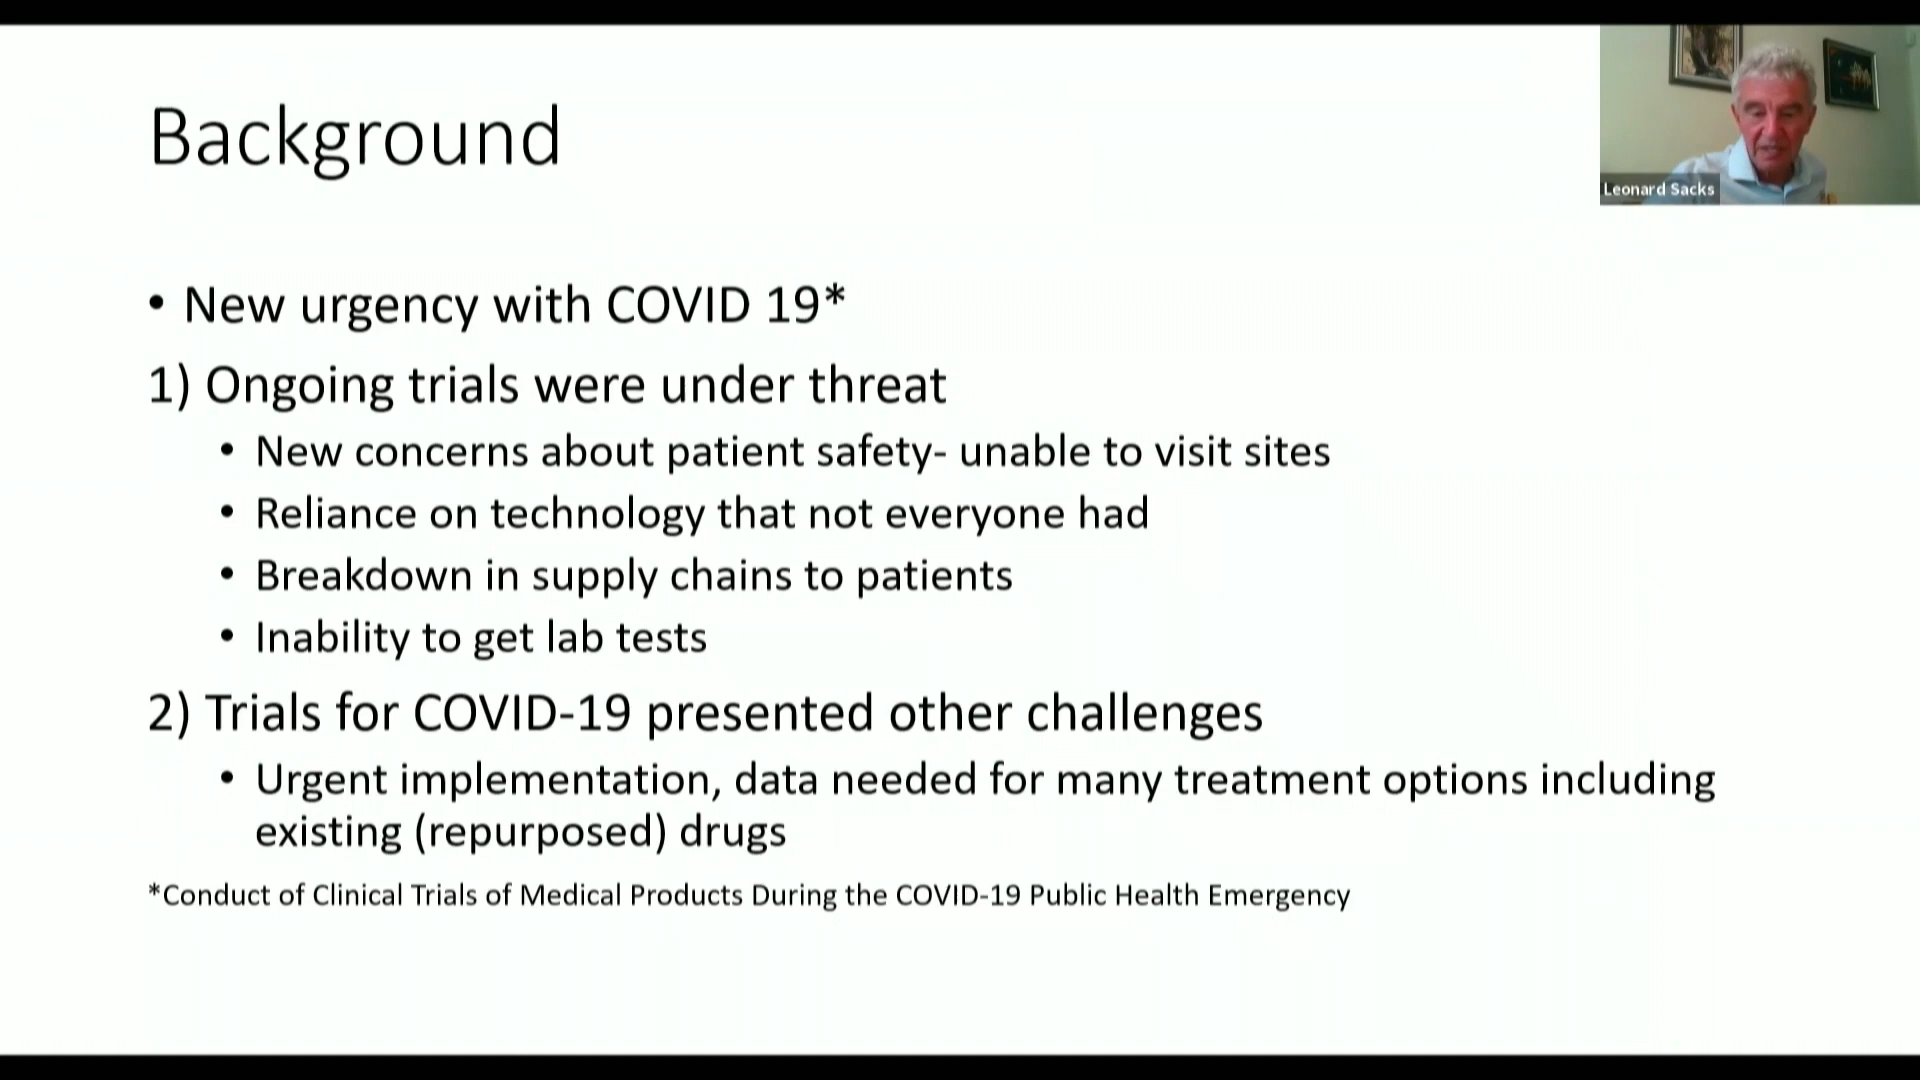 Background
Leonard Sacks
• New urgency with COVID 19*
1) Ongoing trials were under threat
• New concerns about patient safety- unable to visit sites
• Reliance on technology that not everyone had
• Breakdown in supply chains to patients
• Inability to get lab tests
2) Trials for COVID-19 presented other challenges
• Urgent implementation, data needed for many treatment options including
existing (repurposed) drugs
*Conduct of Clinical Trials of Medical Products During the COVID-19 Public Health Emergency